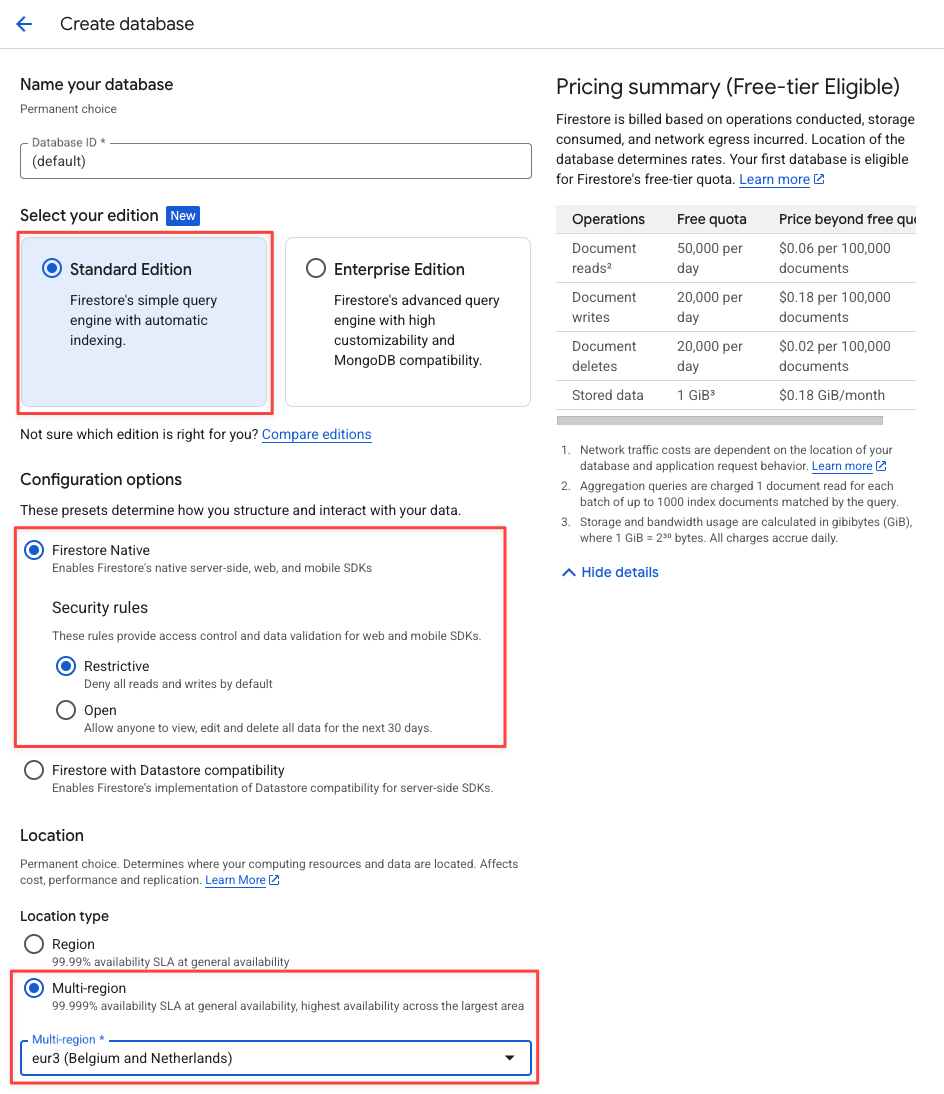 Create database
Name your database
Permanent choice
Database ID *
(default)
Select your edition New
Standard Edition
Firestore's simple query
engine with automatic
indexing.
Enterprise Edition
Firestore's advanced query
engine with high
customizability and
MongoDB compatibility.
Not sure which edition is right for you? Compare editions
Configuration options
These presets determine how you structure and interact with your data.
Firestore Native
Enables Firestore's native server-side, web, and mobile SDKs
Security rules
These rules provide access control and data validation for web and mobile SDKs.
Restrictive
Deny all reads and writes by default
Open
Allow anyone to view, edit and delete all data for the next 30 days.
Firestore with Datastore compatibility
Enables Firestore's implementation of Datastore compatibility for server-side SDKs.
Location
Permanent choice. Determines where your computing resources and data are located. Affects
cost, performance and replication. Learn More
Location type
Region
99.99% availability SLA at general availability
Multi-region
99.999% availability SLA at general availability, highest availability across the largest area
Multi-region *
eur3 (Belgium and Netherlands)
Pricing summary (Free-tier Eligible)
Firestore is billed based on operations conducted, storage
consumed, and network egress incurred. Location of the
database determines rates. Your first database is eligible
for Firestore's free-tier quota. Learn more
Operations Free quota Price beyond free
Document 50,000 per $0.06 per 100,000
reads² day documents
Document 20,000 per $0.18 per 100,000
writes day documents
Document 20,000 per $0.02 per 100,000
deletes day documents
Stored data 1 GiB³ $0.18 GiB/month
1. Network traffic costs are dependent on the location of your
database and application request behavior. Learn more
2. Aggregation queries are charged 1 document read for each
batch of up to 1000 index documents matched by the query.
3. Storage and bandwidth usage are calculated in gibibytes (GiB),
where 1 GiB = 2³⁰ bytes. All charges accrue daily.
Hide details